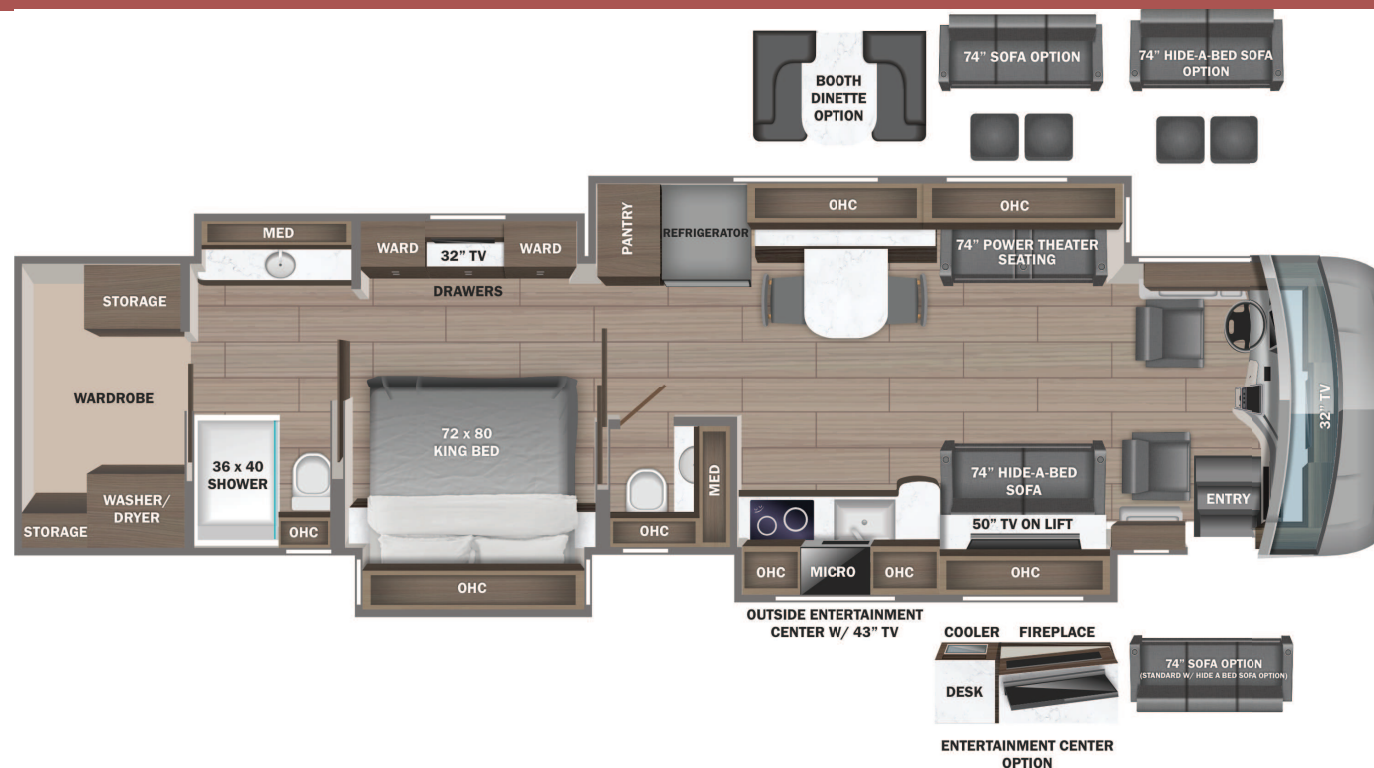 BOOTH
DINETTE
OPTION
74” SOFA OPTION
74” HIDE-A-BED SOFA
OPTION
MED
WARD
32” TV
WARD
DRAWERS
PANTRY
REFRIGERATOR
OHC
OHC
74” POWER THEATER
SEATING
STORAGE
WARDROBE
WASHER/
DRYER
STORAGE
36 x 40
SHOWER
OHC
72 x 80
KING BED
OHC
OHC
MED
OHC
MICRO
OHC
74” HIDE-A-BED
SOFA
50” TV ON LIFT
OHC
ENTRY
32” TV
OUTSIDE ENTERTAINMENT
CENTER W/ 43” TV
COOLER
FIREPLACE
DESK
ENTERTAINMENT CENTER
OPTION
74” SOFA OPTION
(STANDARD W/ HIDE A BED SOFA OPTION)